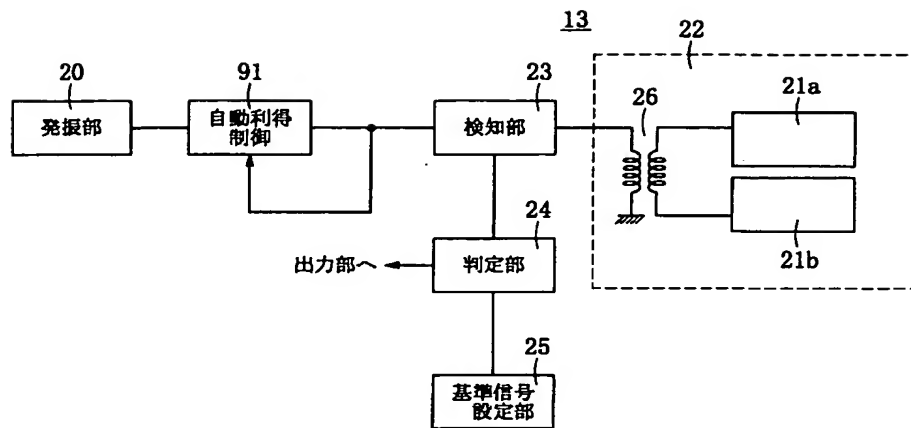 13
22
20
91
23
21a
26
発振部
自動利得
制御
検知部
24
21b
出力部へ
判定部
25
基準信号
設定部